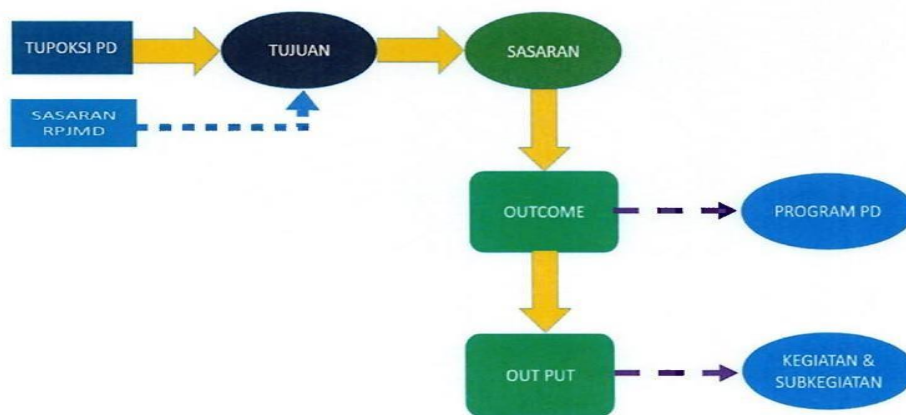 TUPOKSI PD
TUJUAN
SASARAN
SASARAN
RPJMD
OUTCOME
PROGRAM PD
OUT PUT
KEGIATAN &
SUBKEGIATAN